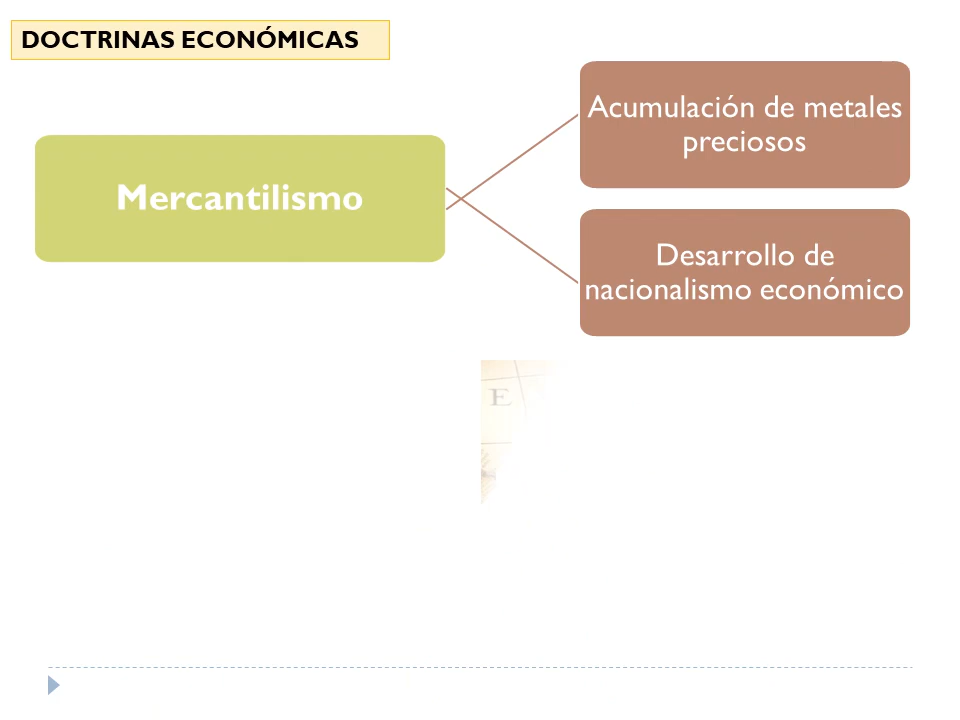 DOCTRINAS ECONÓMICAS
Mercantilismo
Acumulación de metales
preciosos
Desarrollo de
nacionalismo económico
E